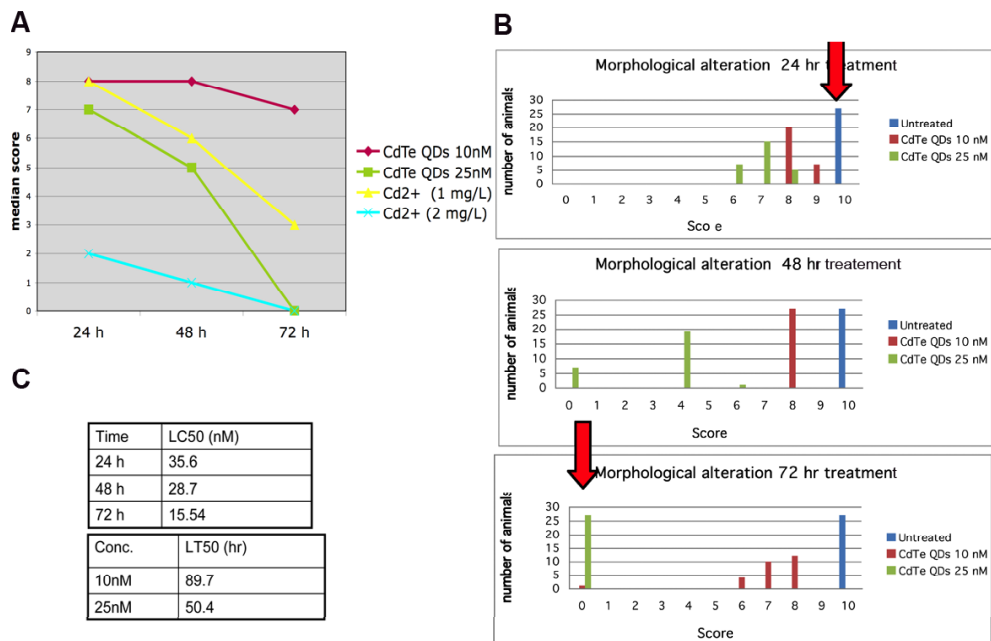 A
9
8
7
6
5
4
3
2
1
0
median score
24 h 48 h 72 h
CdTe QDs 10nM
CdTe QDs 25nM
Cd2+ (1 mg/L)
Cd2+ (2 mg/L)
B
Morphological alteration 24 hr treatment
number of animals
30
25
20
15
10
5
0
0 1 2 3 4 5 6 7 8 9 10
Sco e
Untreated
CdTe QDs 10 nM
CdTe QDs 25 nM
Morphological alteration 48 hr treatement
number of animals
30
25
20
15
10
5
0
0 1 2 3 4 5 6 7 8 9 10
Score
Untreated
CdTe QDs 10 nM
CdTe QDs 25 nM
Morphological alteration 72 hr treatment
number of animals
30
25
20
15
10
5
0
0 1 2 3 4 5 6 7 8 9 10
Score
Untreated
CdTe QDs 10 nM
CdTe QDs 25 nM
C
Time LC50 (nM)
24 h 35.6
48 h 28.7
72 h 15.54
Conc. LT50 (hr)
10nM 89.7
25nM 50.4